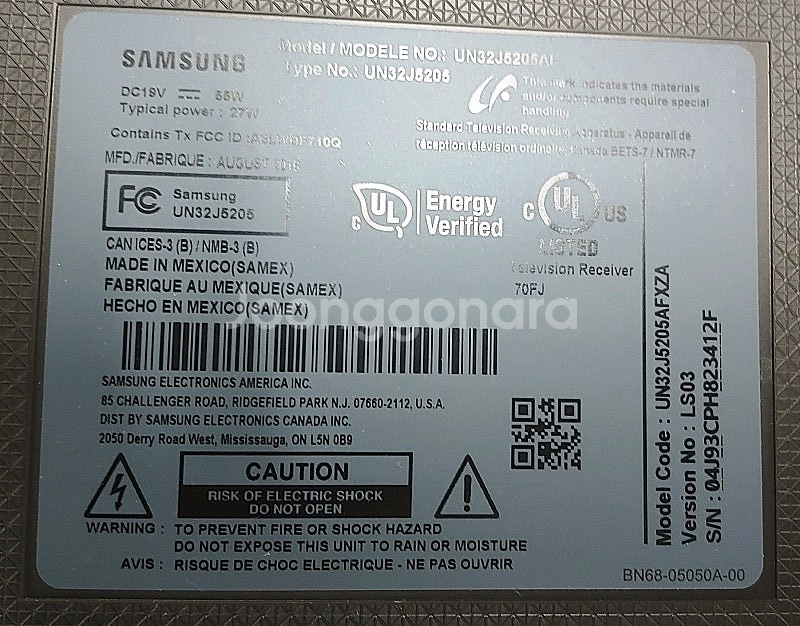 SAMSUNG
Model / MODELE NO.: UN32J5205AF
Type No.: UN32J5205
DC19V 55W
Typical power : 27W
This mark indicates the materials
and/or components require special
handling
Contains Tx FCC ID :
Standard Television Receiving Apparatus - Appareil de
réception télévision ordinaire, Canada BETS-7 / NTMR-7
MFD./FABRIQUE : AUGUST
FC Samsung
UN32J5205
c UL Energy
Verified
C UL US
LISTED
Television Receiver
70FJ
CAN ICES-3 (B) / NMB-3 (B)
MADE IN MEXICO(SAMEX)
FABRIQUE AU MEXIQUE(SAMEX)
HECHO EN MEXICO(SAMEX)
Joonggonara
SAMSUNG ELECTRONICS AMERICA INC.
85 CHALLENGER ROAD, RIDGEFIELD PARK N.J. 07660-2112, U.S.A.
DIST BY SAMSUNG ELECTRONICS CANADA INC.
2050 Derry Road West, Mississauga, ON L5N 0B9
CAUTION
RISK OF ELECTRIC SHOCK
DO NOT OPEN
WARNING : TO PREVENT FIRE OR SHOCK HAZARD
DO NOT EXPOSE THIS UNIT TO RAIN OR MOISTURE
AVIS : RISQUE DE CHOC ELECTRIQUE - NE PAS OUVRIR
Model Code : UN32J5205AFXZA
Version No : LS03
S/N : 04J93CPH823412F
BN68-05050A-00